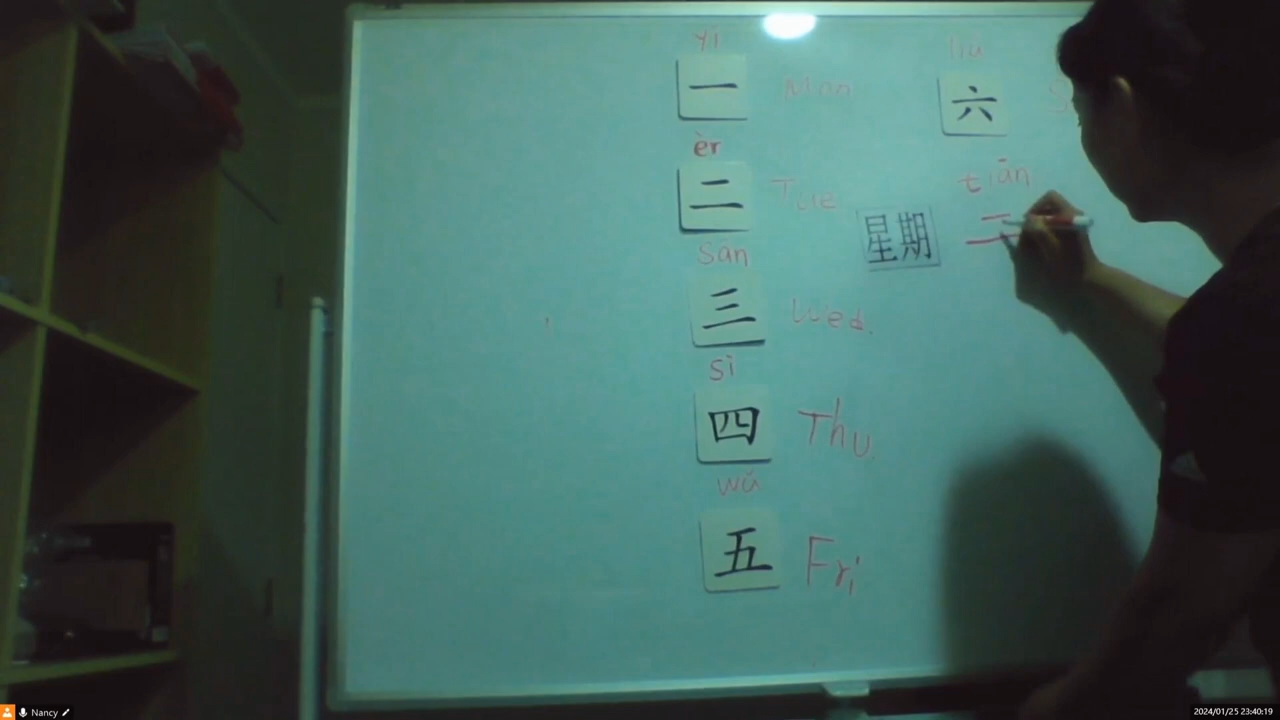 yī
一 Mon
èr
二 Tue
sān
三 Wed.
sì
四 Thu.
wǔ
五 Fri
liù
六 S
tiān
星期
Nancy
2024/01/25 23:40:19